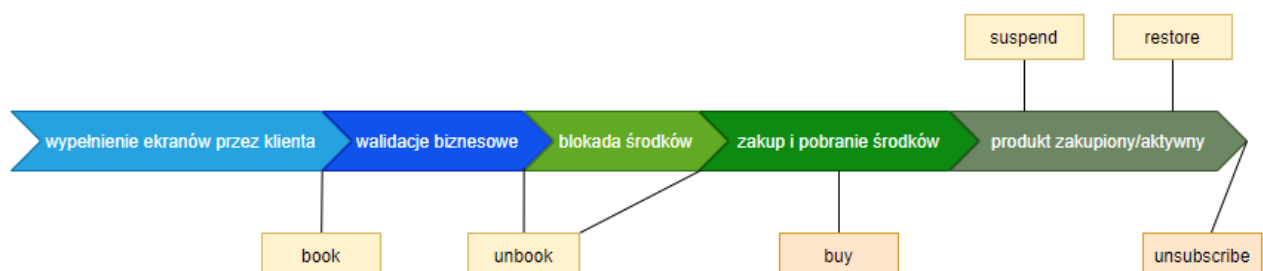 suspend
restore
wypełnienie ekranów przez klienta
walidacje biznesowe
blokada środków
zakup i pobranie środków
produkt zakupiony/aktywny
book
unbook
buy
unsubscribe